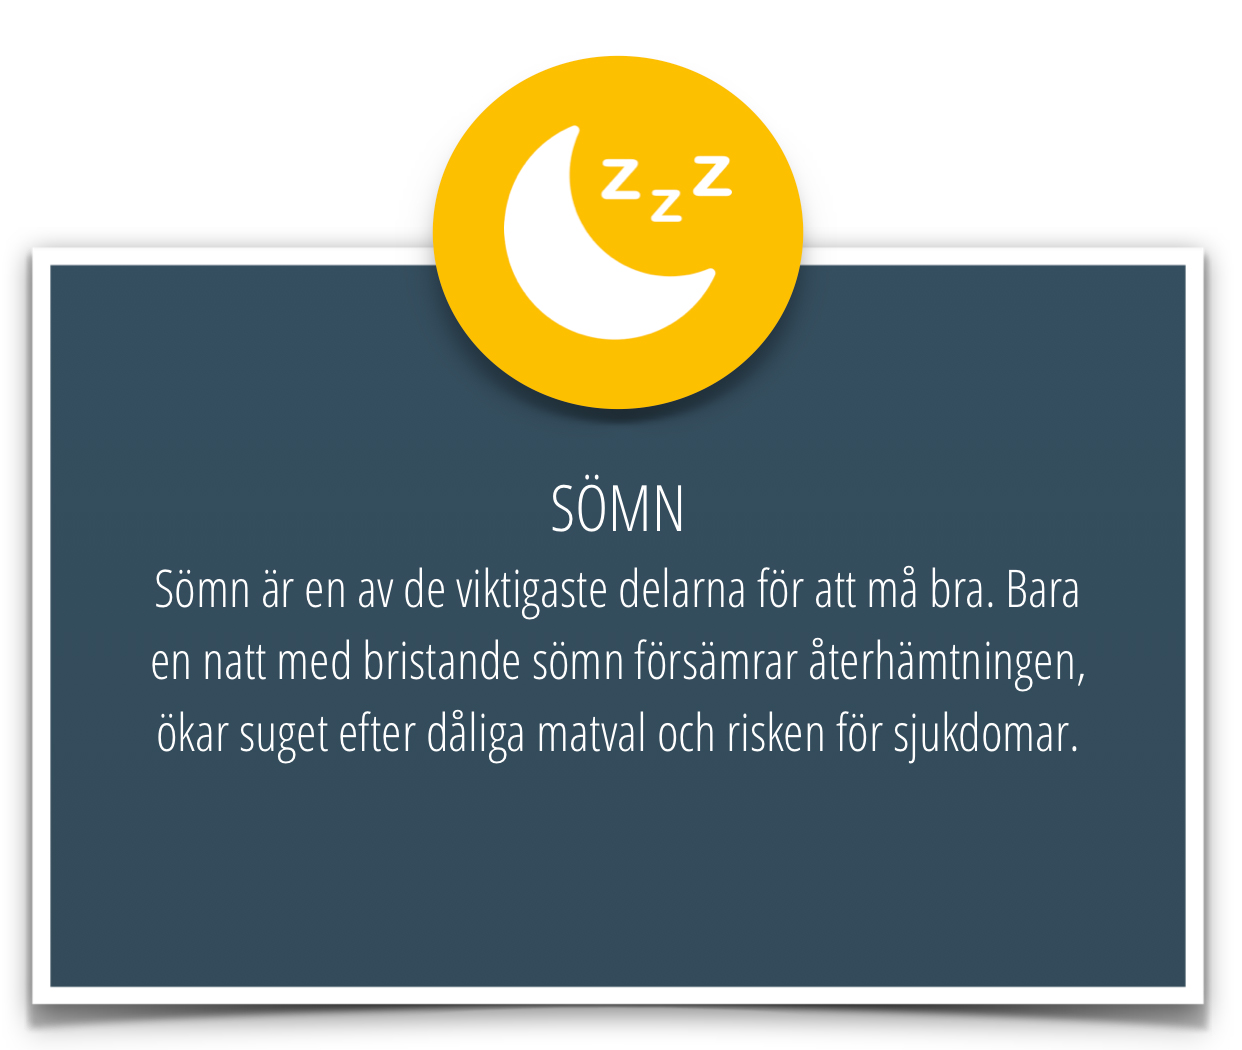 z z z
SÖMN
Sömn är en av de viktigaste delarna för att må bra. Bara
en natt med bristande sömn försämrar återhämtningen,
ökar suget efter dåliga matval och risken för sjukdomar.